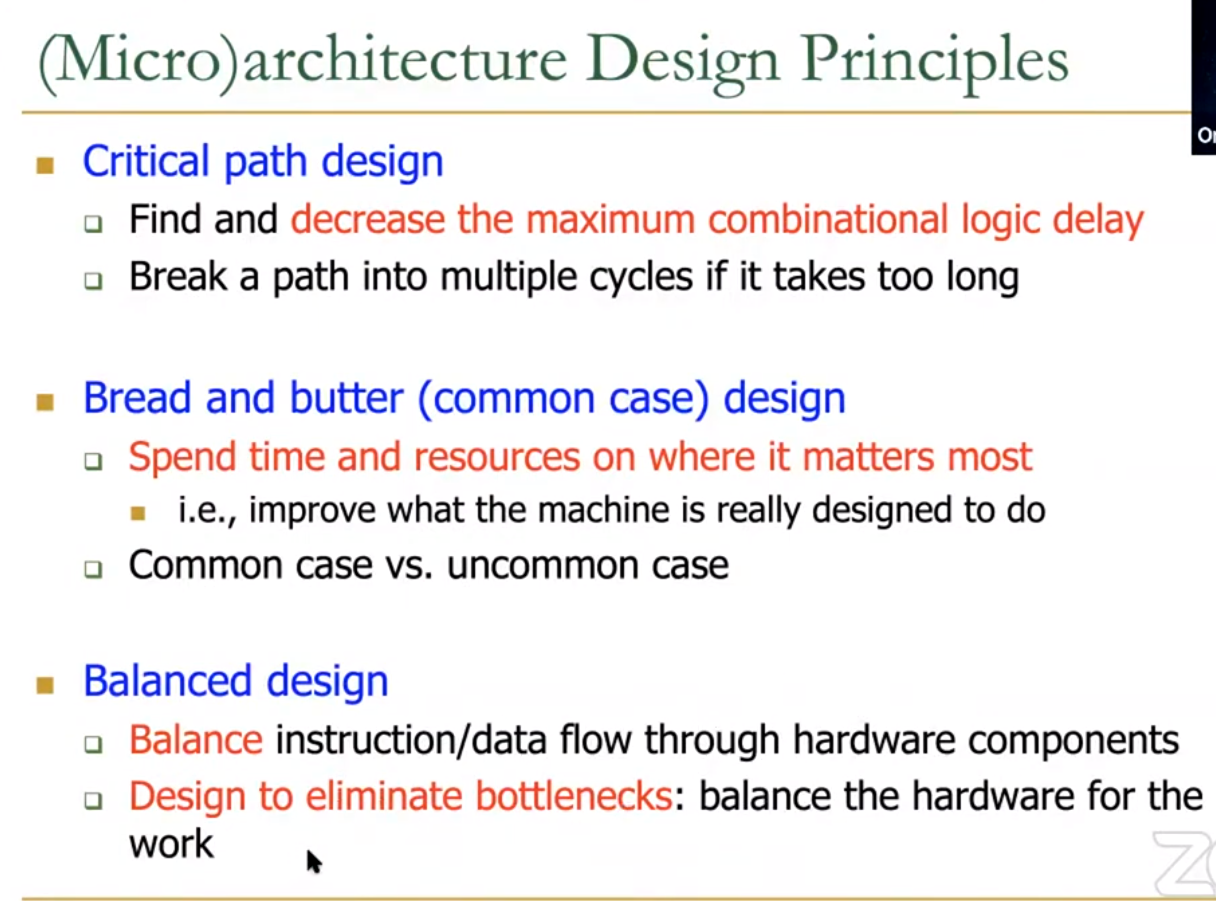 (Micro)architecture Design Principles
Critical path design
Find and decrease the maximum combinational logic delay
Break a path into multiple cycles if it takes too long
Bread and butter (common case) design
Spend time and resources on where it matters most
i.e., improve what the machine is really designed to do
Common case vs. uncommon case
Balanced design
Balance instruction/data flow through hardware components
Design to eliminate bottlenecks: balance the hardware for the
work